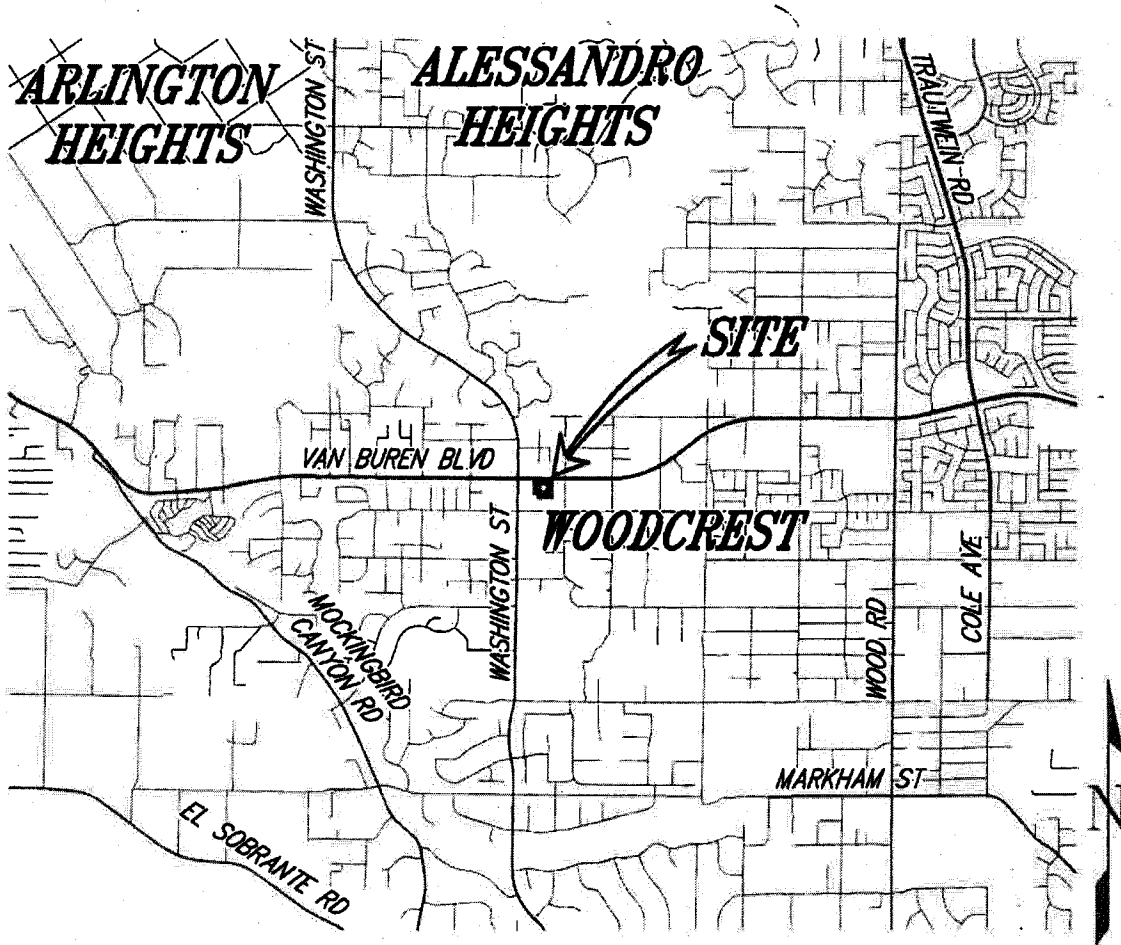 ARLINGTON
HEIGHTS
WASHINGTON ST
ALESSANDRO
HEIGHTS
TRAUTWEIN RD
SITE
VAN BUREN BLVD
WOODCREST
WASHINGTON ST
MOCKINGBIRD
CANYON RD
WOOD RD
COLE AVE
MARKHAM ST
EL SOBRANTE RD
N